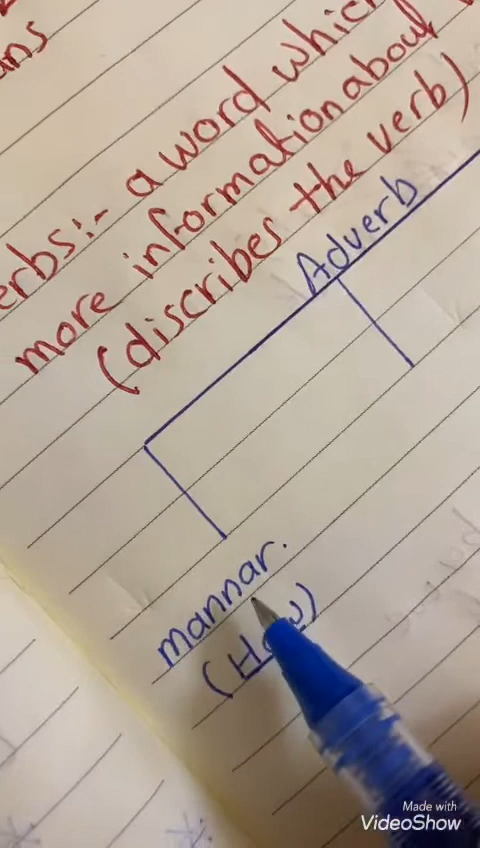 ans
erbs:- a word which
more information about
(discribes the verb)
Adverb
mannar.
(How)
Made with
VideoShow